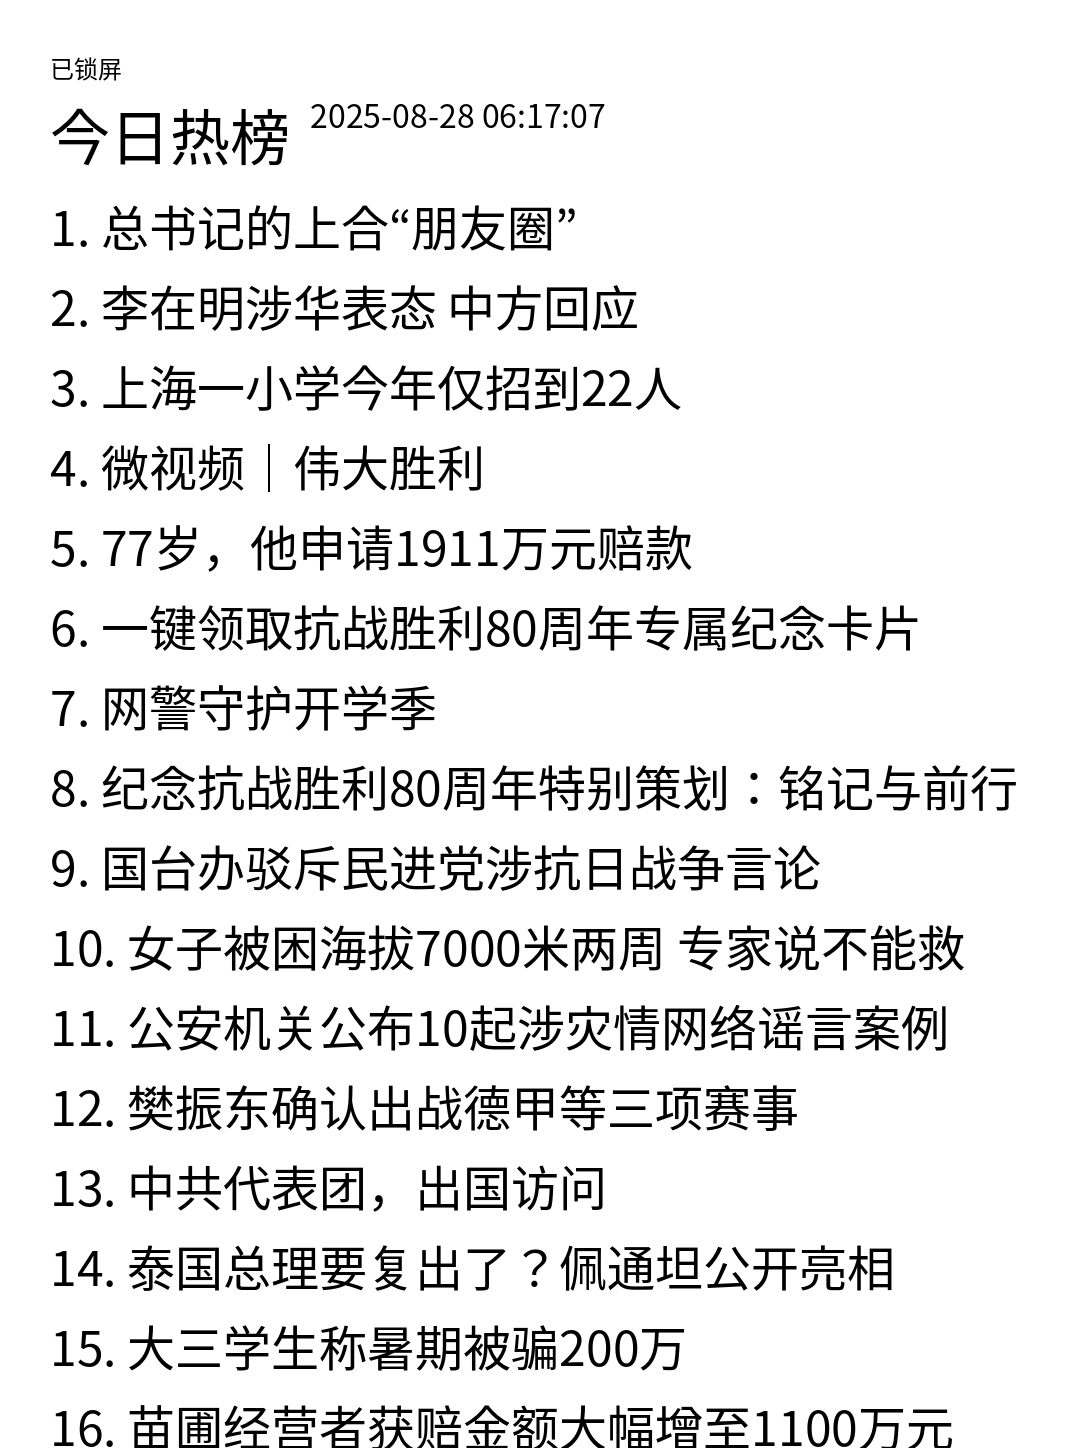 已锁屏
今日热榜 2025-08-28 06:17:07
1. 总书记的上合“朋友圈”
2. 李在明涉华表态 中方回应
3. 上海一小学今年仅招到22人
4. 微视频｜伟大胜利
5. 77岁，他申请1911万元赔款
6. 一键领取抗战胜利80周年专属纪念卡片
7. 网警守护开学季
8. 纪念抗战胜利80周年特别策划：铭记与前行
9. 国台办驳斥民进党涉抗日战争言论
10. 女子被困海拔7000米两周 专家说不能救
11. 公安机关公布10起涉灾情网络谣言案例
12. 樊振东确认出战德甲等三项赛事
13. 中共代表团，出国访问
14. 泰国总理要复出了？佩通坦公开亮相
15. 大三学生称暑期被骗200万
16. 苗圃经营者获赔金额大幅增至1100万元